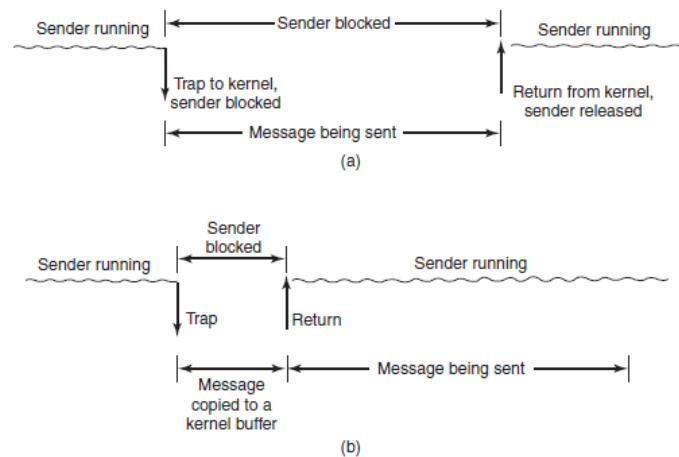 Sender blocked
Sender running
Sender running
Trap to kernel,
sender blocked
Return from kernel,
sender released
Message being sent
(a)
Sender
blocked
Sender running
Sender running
Trap
Return
Message being sent
Message
copied to a
kernel buffer
(b)